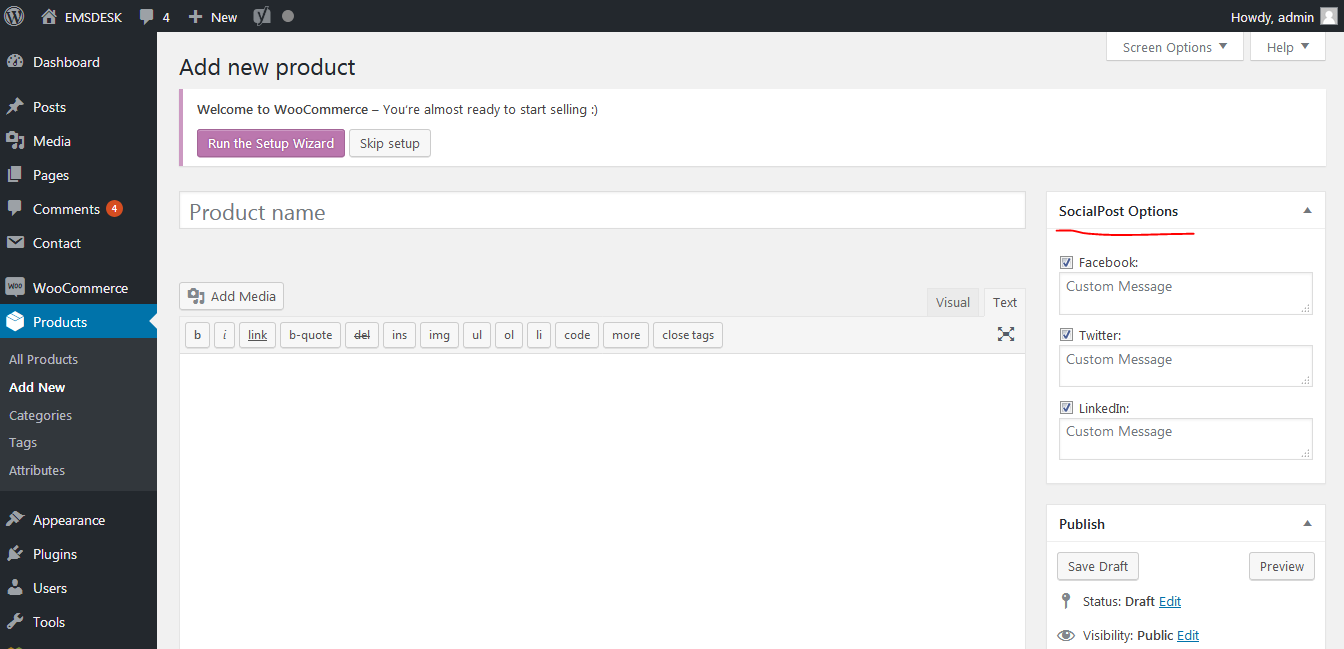 EMSDESK 4 New Howdy, admin
Screen Options Help
Dashboard
Posts
Media
Pages
Comments 4
Contact
WOO WooCommerce
Products
All Products
Add New
Categories
Tags
Attributes
Appearance
Plugins
Users
Tools
Add new product
Welcome to WooCommerce – You're almost ready to start selling :)
Run the Setup Wizard Skip setup
Product name
Add Media
Visual Text
b i link b-quote del ins img ul ol li code more close tags
SocialPost Options
Facebook:
Custom Message
Twitter:
Custom Message
LinkedIn:
Custom Message
Publish
Save Draft Preview
Status: Draft Edit
Visibility: Public Edit